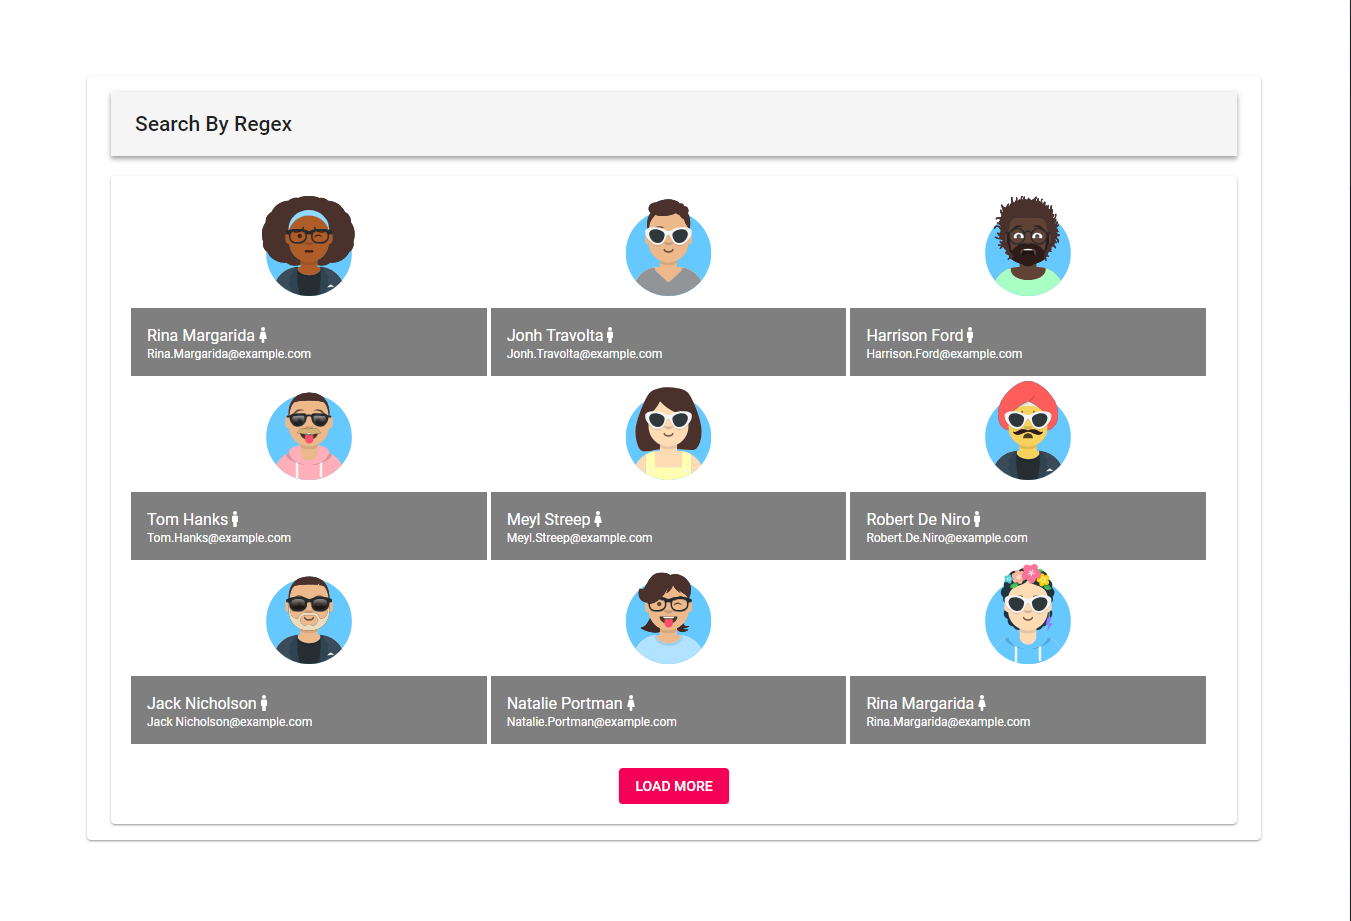 Search By Regex
Rina Margarida
Rina.Margarida@example.com
Jonh Travolta
Jonh.Travolta@example.com
Harrison Ford
Harrison.Ford@example.com
Tom Hanks
Tom.Hanks@example.com
Meyl Streep
Meyl.Streep@example.com
Robert De Niro
Robert.De.Niro@example.com
Jack Nicholson
Jack Nicholson@example.com
Natalie Portman
Natalie.Portman@example.com
Rina Margarida
Rina.Margarida@example.com
LOAD MORE